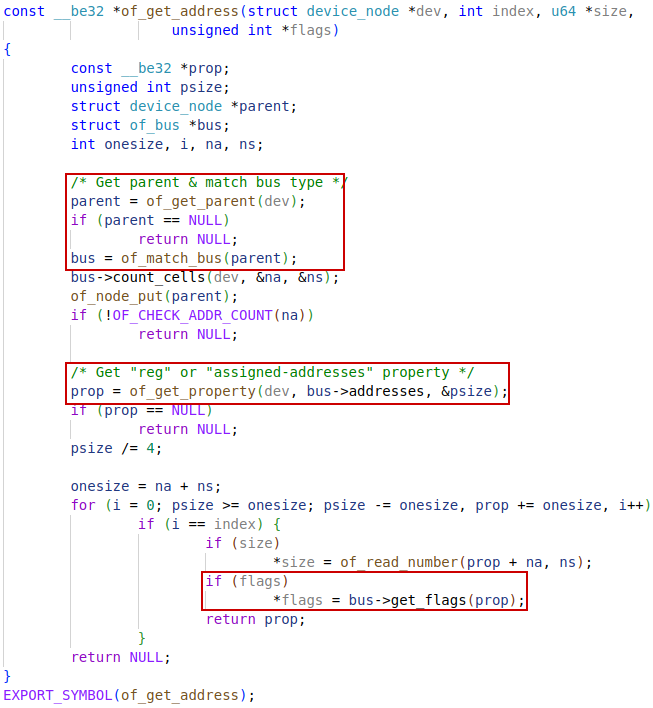 const __be32 *of_get_address(struct device_node *dev, int index, u64 *size,
unsigned int *flags)
{
const __be32 *prop;
unsigned int psize;
struct device_node *parent;
struct of_bus *bus;
int onesize, i, na, ns;
/* Get parent & match bus type */
parent = of_get_parent(dev);
if (parent == NULL)
return NULL;
bus = of_match_bus(parent);
bus->count_cells(dev, &na, &ns);
of_node_put(parent);
if (!OF_CHECK_ADDR_COUNT(na))
return NULL;
/* Get "reg" or "assigned-addresses" property */
prop = of_get_property(dev, bus->addresses, &psize);
if (prop == NULL)
return NULL;
psize /= 4;
onesize = na + ns;
for (i = 0; psize >= onesize; psize -= onesize, prop += onesize, i++)
if (i == index) {
if (size)
*size = of_read_number(prop + na, ns);
if (flags)
*flags = bus->get_flags(prop);
return prop;
}
return NULL;
}
EXPORT_SYMBOL(of_get_address);